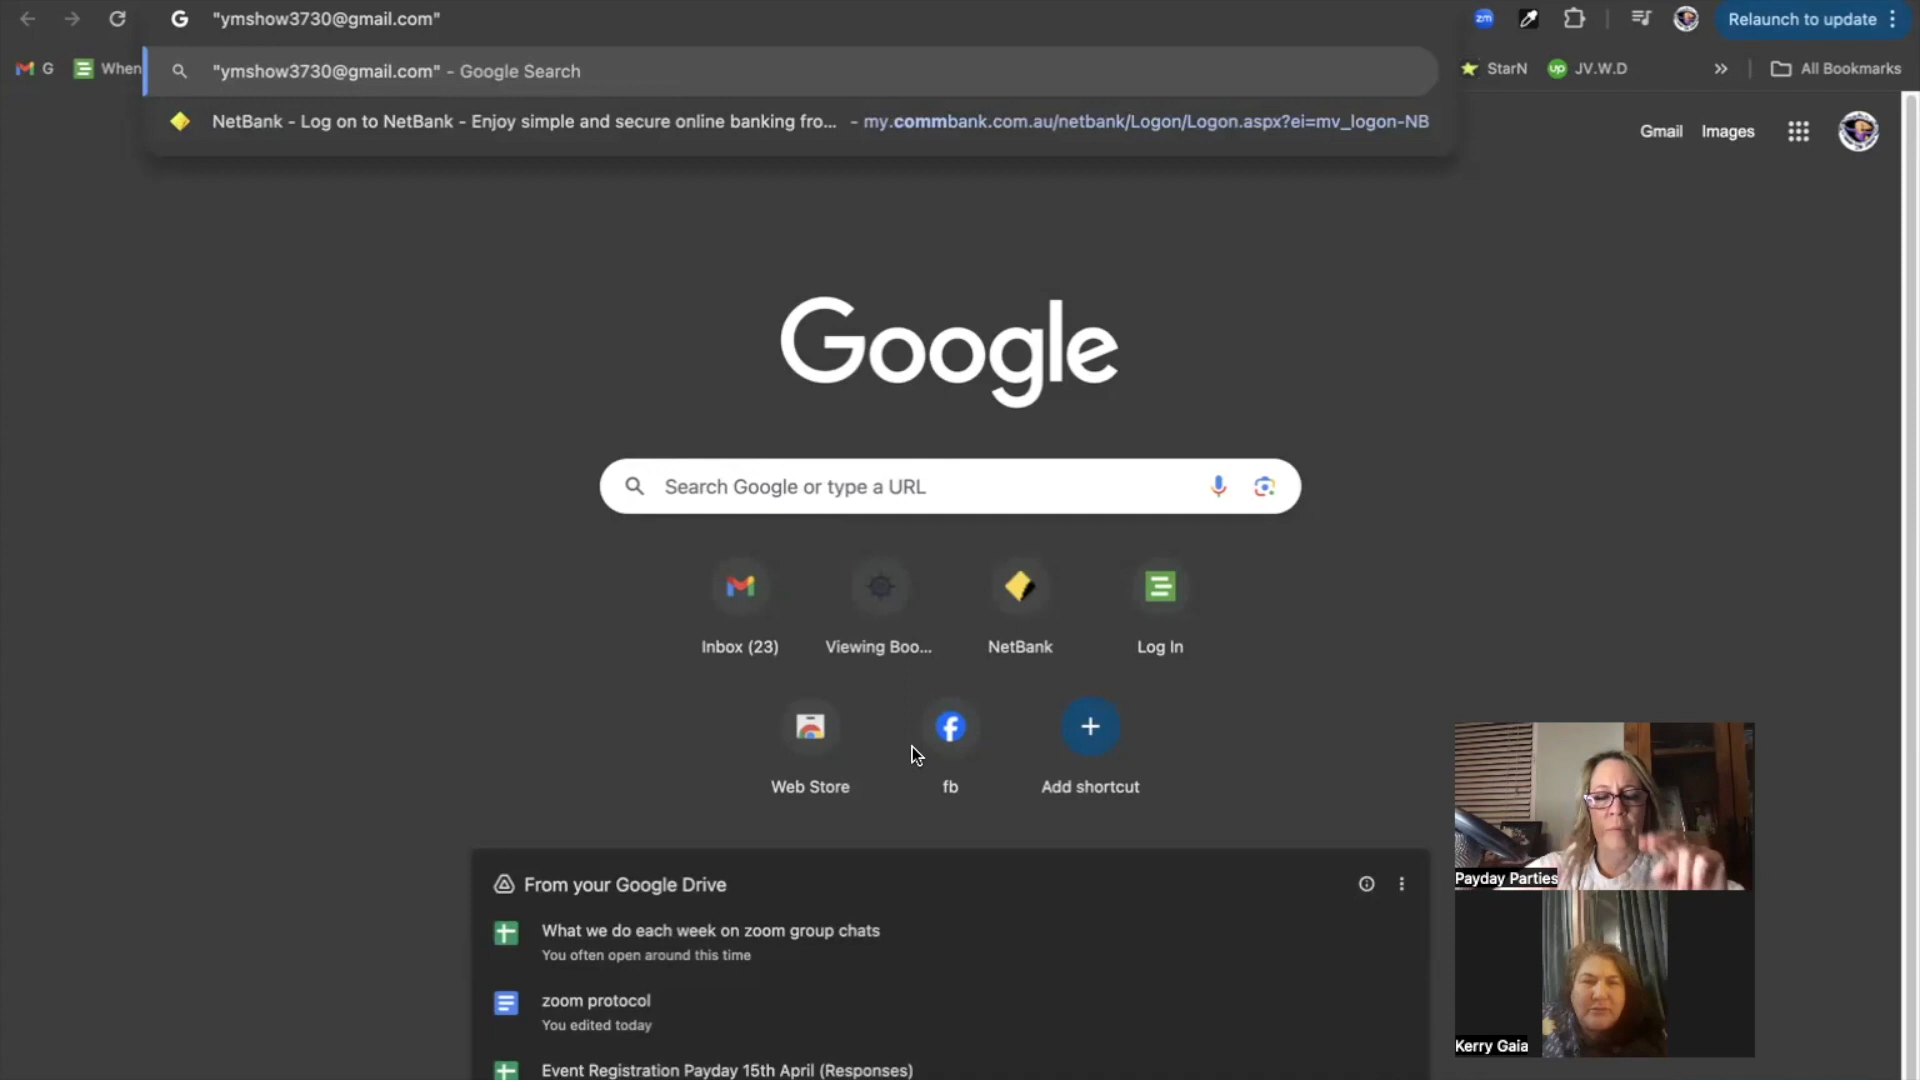 "ymshow3730@gmail.com"
zm
Relaunch to update
G
When
"ymshow3730@gmail.com" - Google Search
StarN
up
JV.W.D
All Bookmarks
NetBank - Log on to NetBank - Enjoy simple and secure online banking fro... - my.commbank.com.au/netbank/Logon/Logon.aspx?ei=mv_logon-NB
Gmail
Images
Google
Search Google or type a URL
Inbox (23)
Viewing Boo...
NetBank
Log In
Web Store
fb
Add shortcut
From your Google Drive
What we do each week on zoom group chats
You often open around this time
zoom protocol
You edited today
Event Registration Payday 15th April (Responses)
Payday Parties
Kerry Gaia